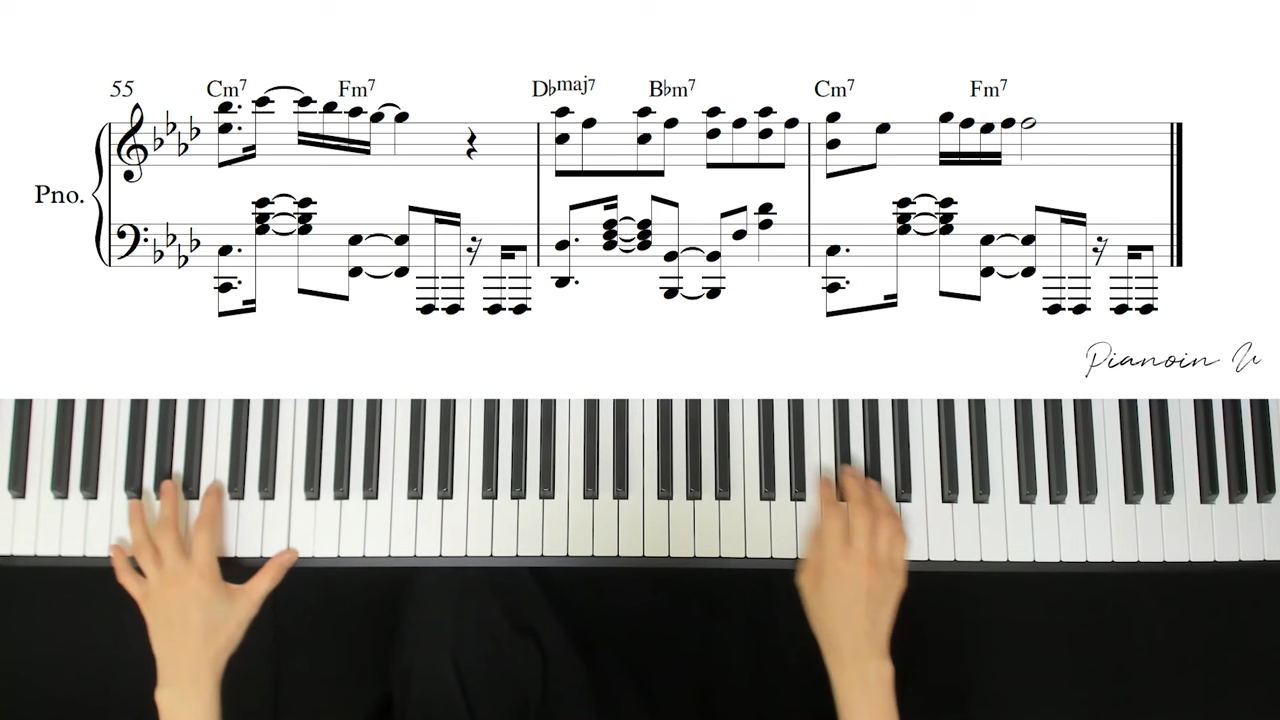 55 Cm7 Fm7 D♭maj7 B♭m7 Cm7 Fm7
Pno.
Pianoin U